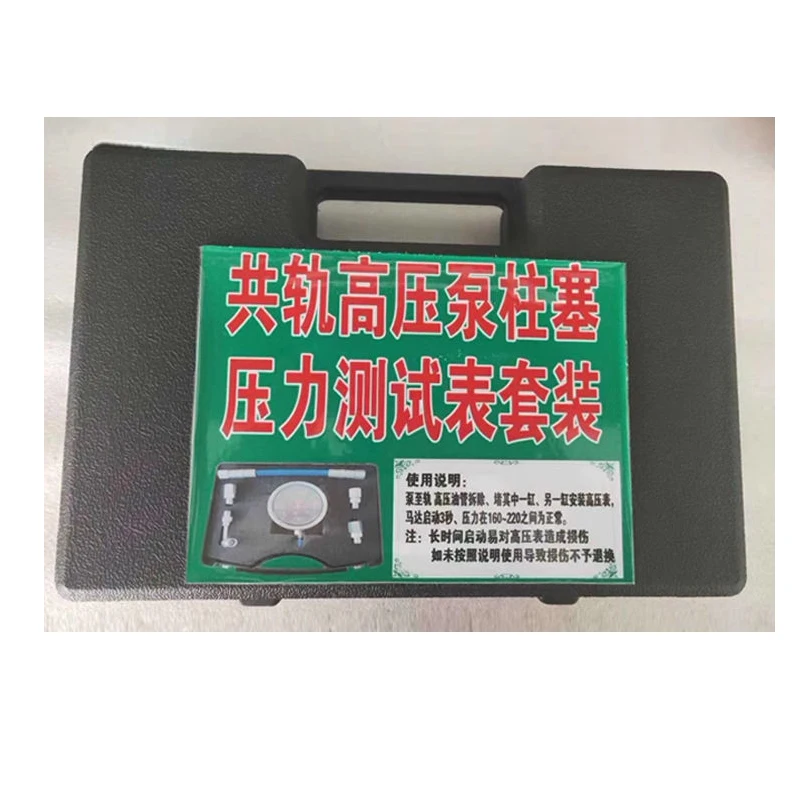 共轨高压泵柱塞
压力测试表套装
使用说明：
泵至轨 高压油管拆除、堵其中一缸、另一缸安装高压表，
马达启动3秒、压力在160~220之间为正常。
注：长时间启动易对高压表造成损伤
如未按照说明使用导致损伤不予退换